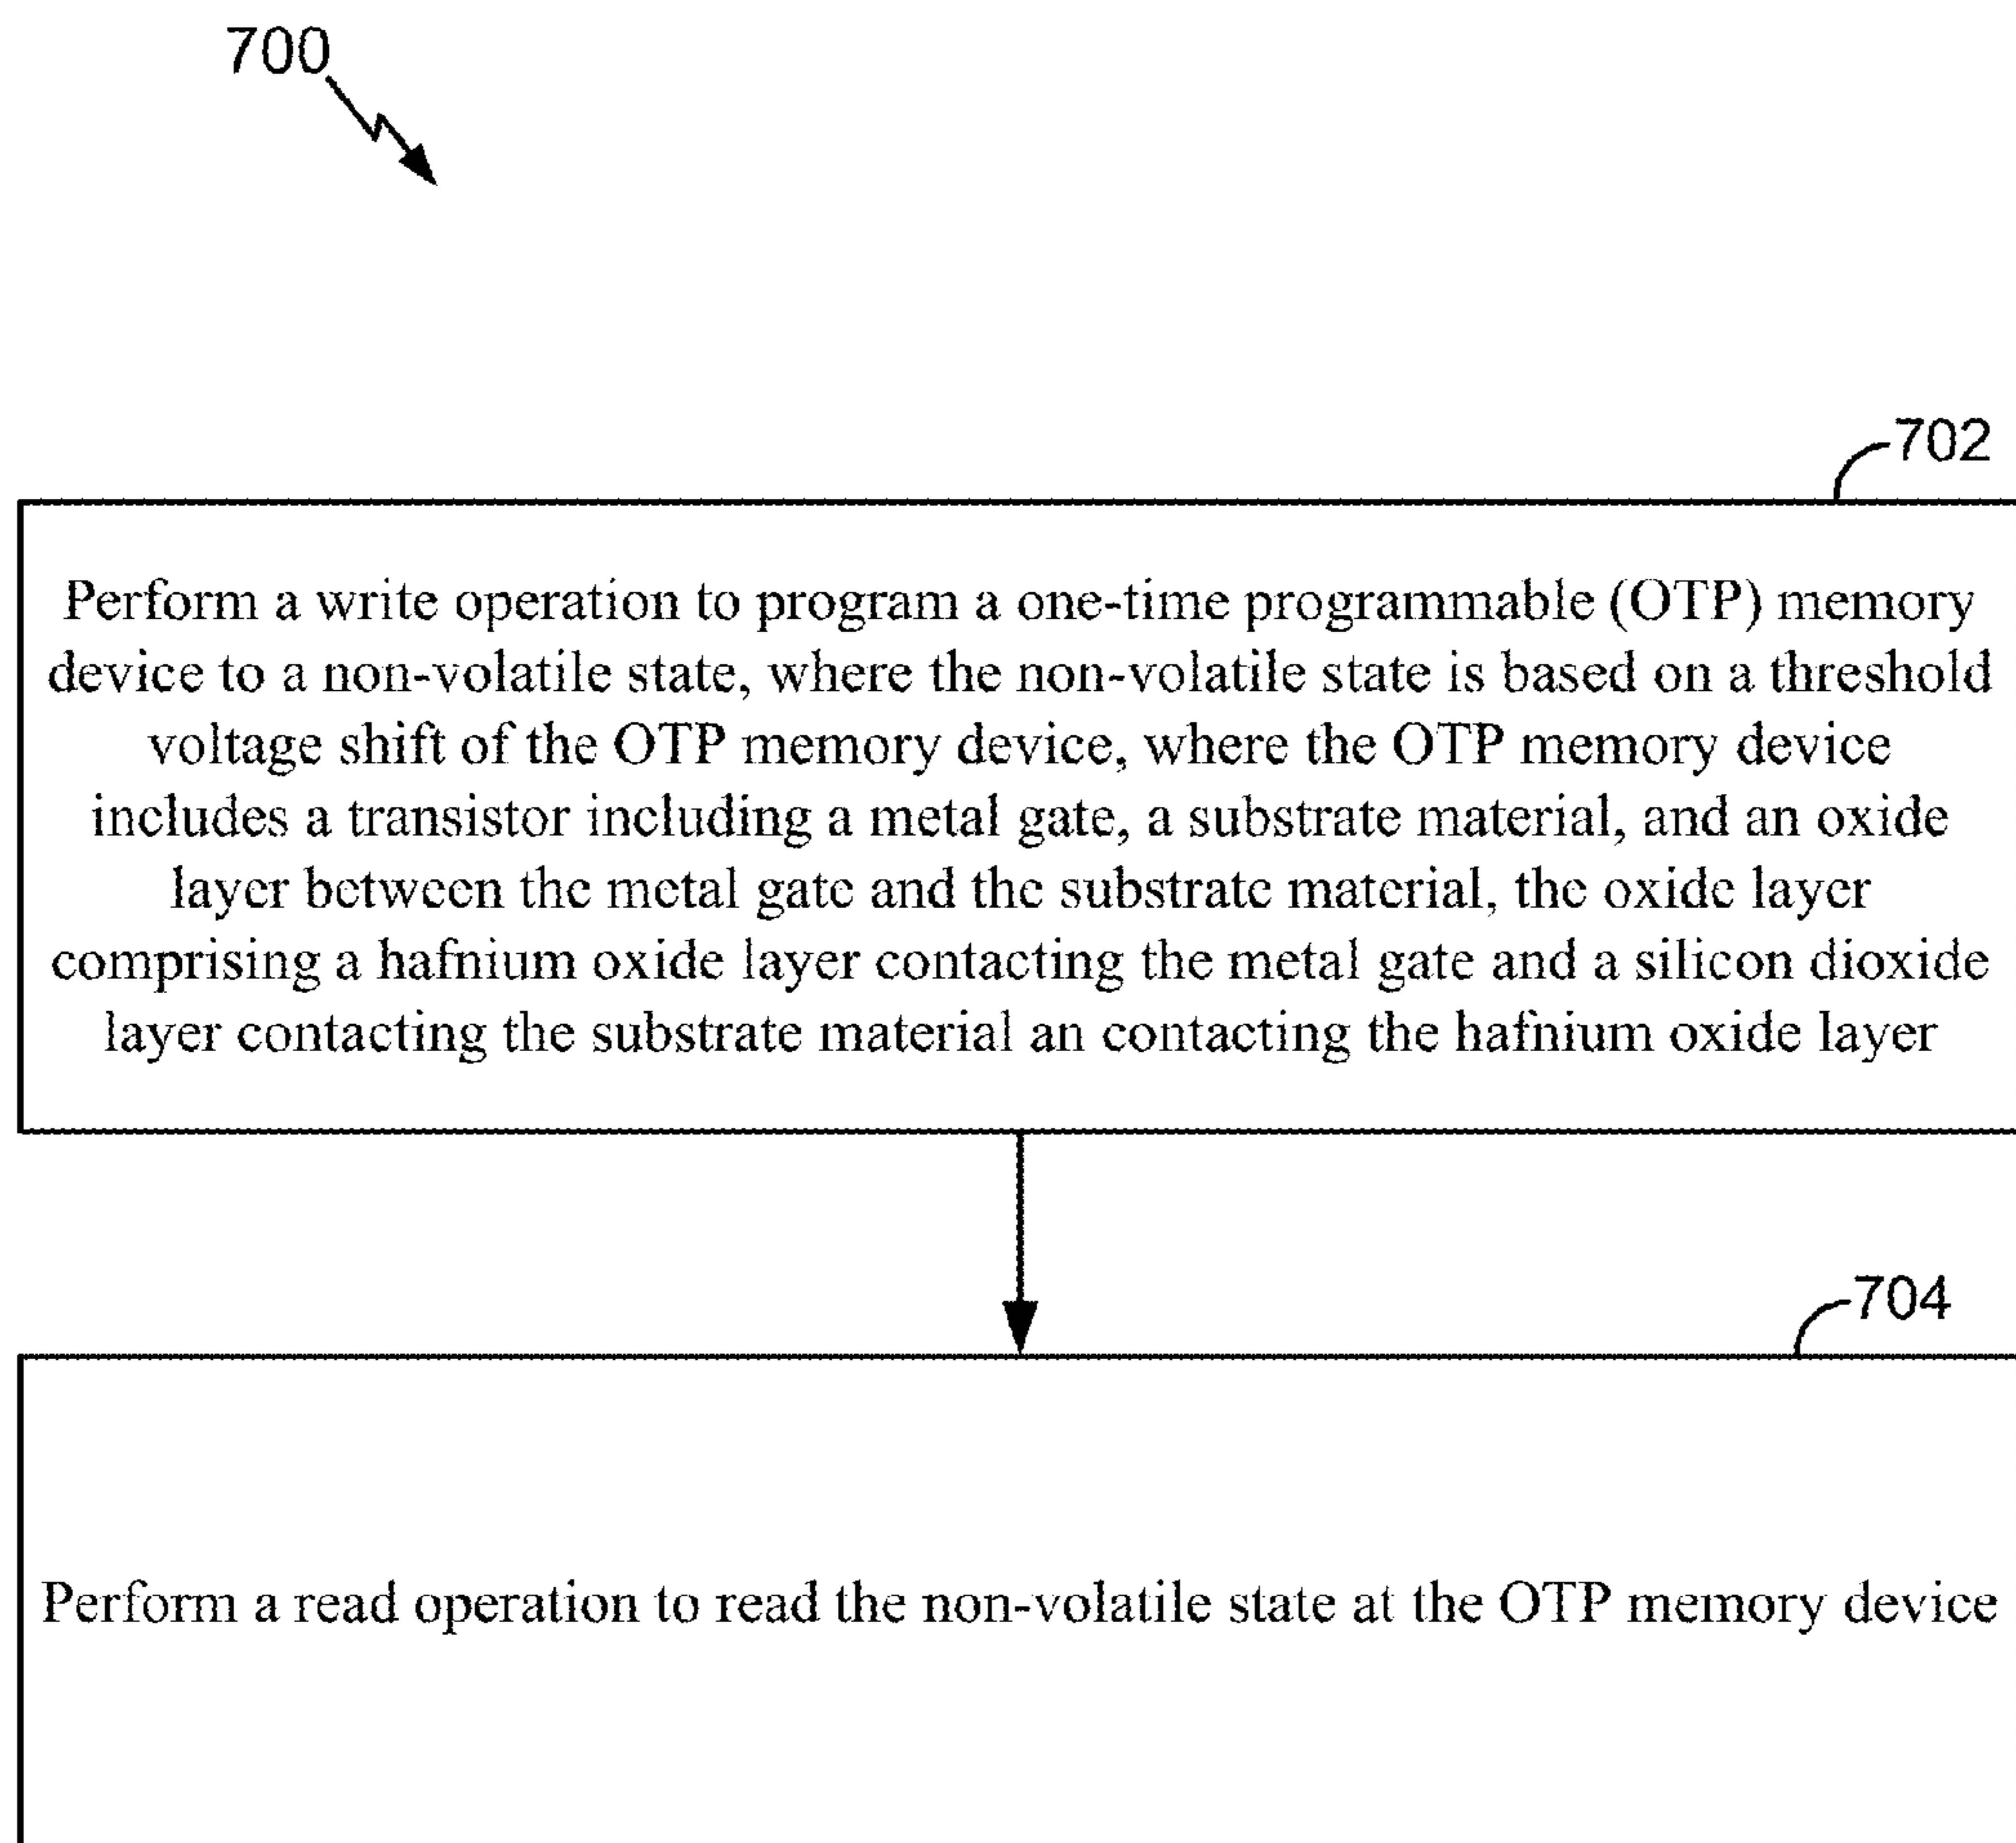 700
702
Perform a write operation to program a one-time programmable (OTP) memory
device to a non-volatile state, where the non-volatile state is based on a threshold
voltage shift of the OTP memory device, where the OTP memory device
includes a transistor including a metal gate, a substrate material, and an oxide
layer between the metal gate and the substrate material, the oxide layer
comprising a hafnium oxide layer contacting the metal gate and a silicon dioxide
layer contacting the substrate material an contacting the hafnium oxide layer
704
Perform a read operation to read the non-volatile state at the OTP memory device